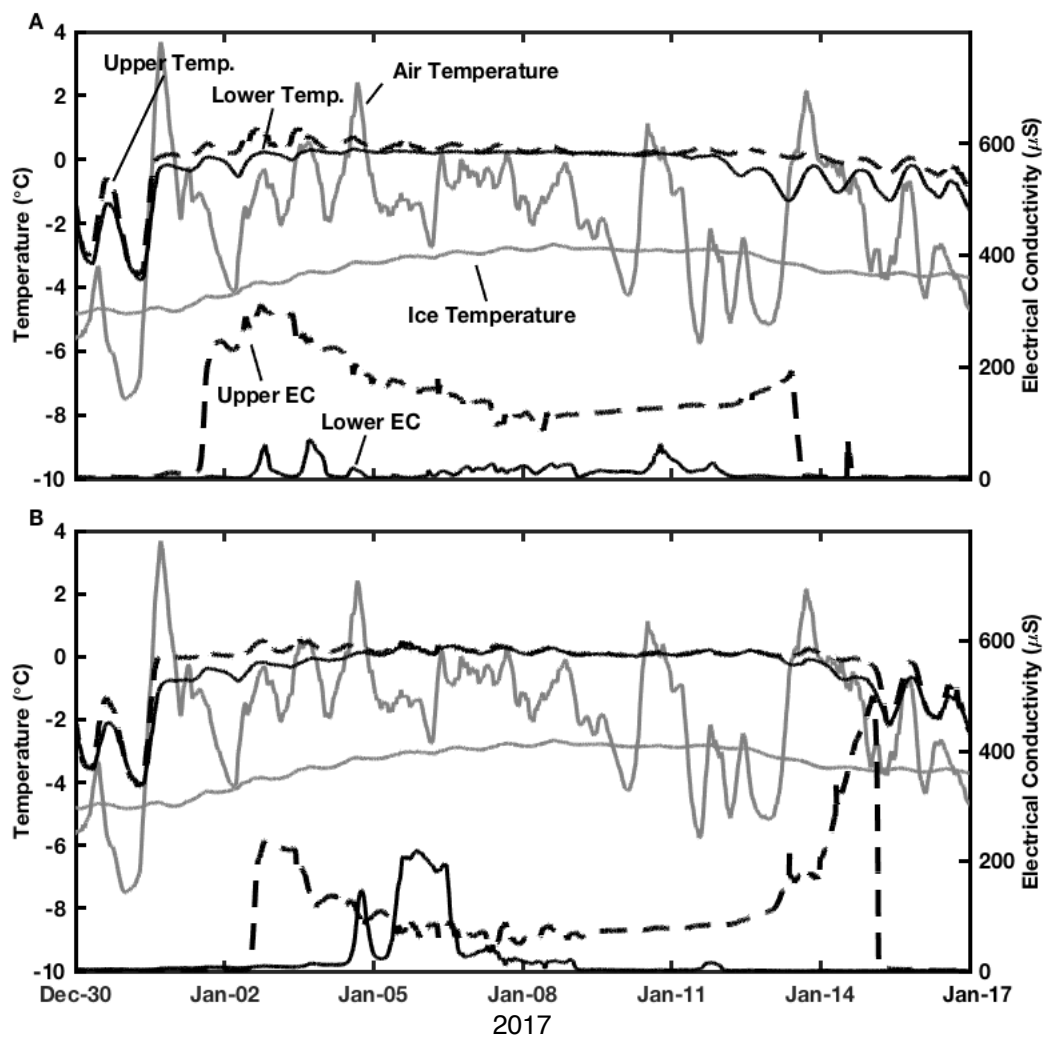 A
4
2
0
-2
-4
-6
-8
-10
Temperature (°C)
Upper Temp.
Lower Temp.
Air Temperature
Ice Temperature
Upper EC
Lower EC
600
400
200
0
Electrical Conductivity (μS)
B
4
2
0
-2
-4
-6
-8
-10
Temperature (°C)
600
400
200
0
Electrical Conductivity (μS)
Dec-30 Jan-02 Jan-05 Jan-08 Jan-11 Jan-14 Jan-17
2017